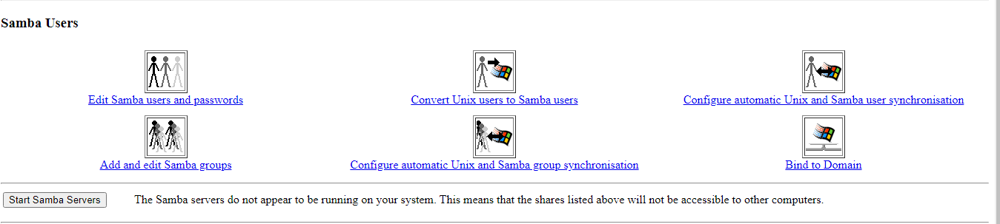 Samba Users
Edit Samba users and passwords
Convert Unix users to Samba users
Configure automatic Unix and Samba user synchronisation
Add and edit Samba groups
Configure automatic Unix and Samba group synchronisation
Bind to Domain
Start Samba Servers
The Samba servers do not appear to be running on your system. This means that the shares listed above will not be accessible to other computers.